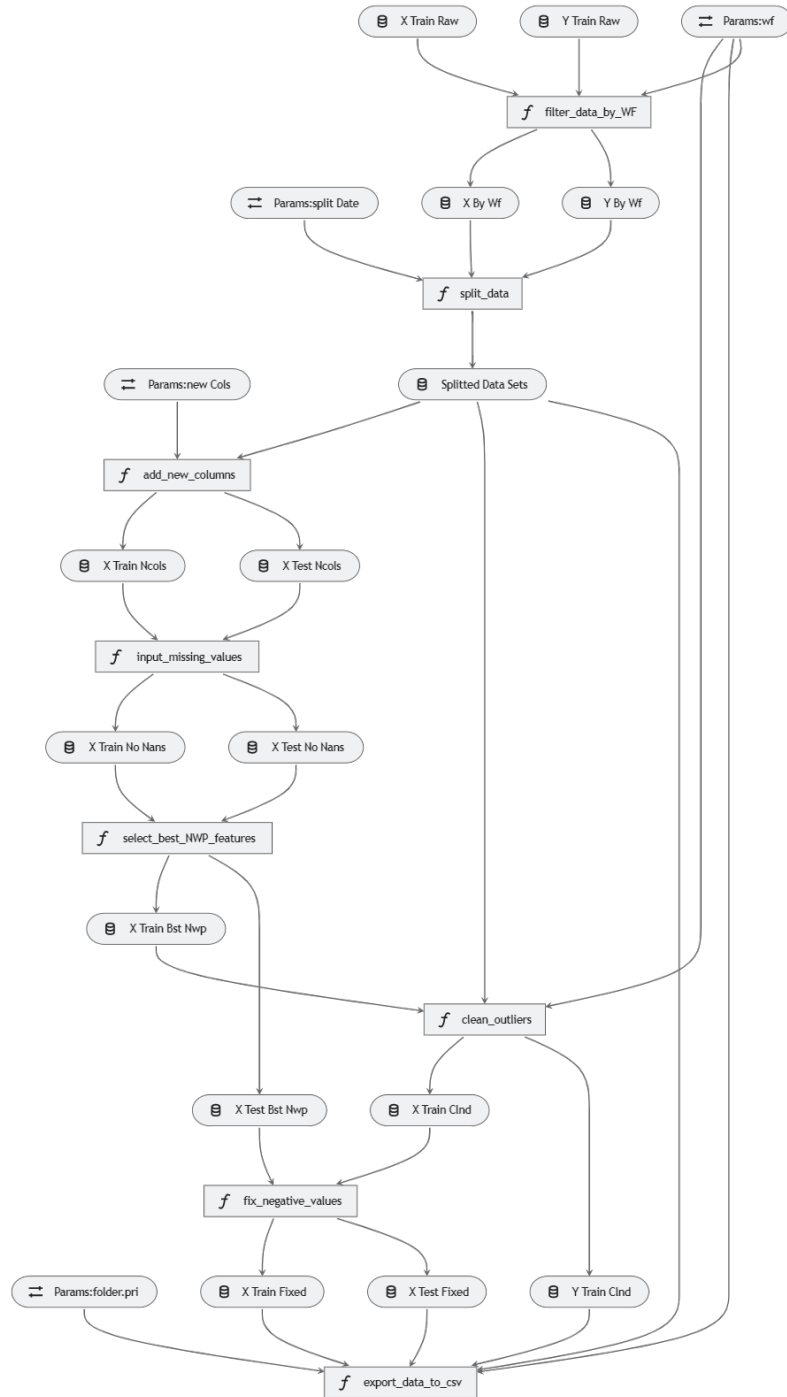 X Train Raw
Y Train Raw
Params:wf
filter_data_by_WF
Params:split Date
X By Wf
Y By Wf
split_data
Params:new Cols
Splitted Data Sets
add_new_columns
X Train Ncols
X Test Ncols
input_missing_values
X Train No Nans
X Test No Nans
select_best_NWP_features
X Train Bst Nwp
clean_outliers
X Test Bst Nwp
X Train Clnd
fix_negative_values
Params:folder.pri
X Train Fixed
X Test Fixed
Y Train Clnd
export_data_to_csv